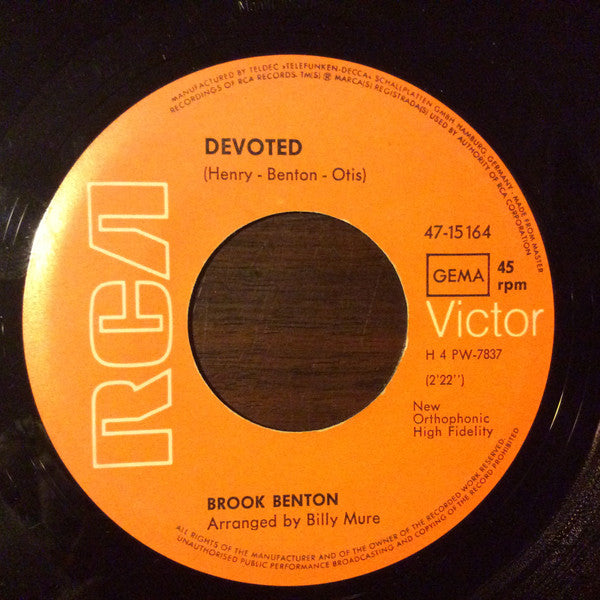 MANUFACTURED BY TELDEC »TELEFUNKEN-DECCA« SCHALLPLATTEN GMBH, HAMBURG, GERMANY · MADE FROM MASTER
RECORDINGS OF RCA RECORDS. TM(S) ® MARCA(S) REGISTRADA(S) USED BY AUTHORITY OF RCA CORPORATION
DEVOTED
(Henry - Benton - Otis)
RCA
47-15164
GEMA
45
rpm
Victor
H 4 PW-7837
(2'22'')
New
Orthophonic
High Fidelity
BROOK BENTON
Arranged by Billy Mure
ALL RIGHTS OF THE MANUFACTURER AND OF THE OWNER OF THE RECORDED WORK RESERVED.
UNAUTHORISED PUBLIC PERFORMANCE BROADCASTING AND COPYING OF THE RECORD PROHIBITED